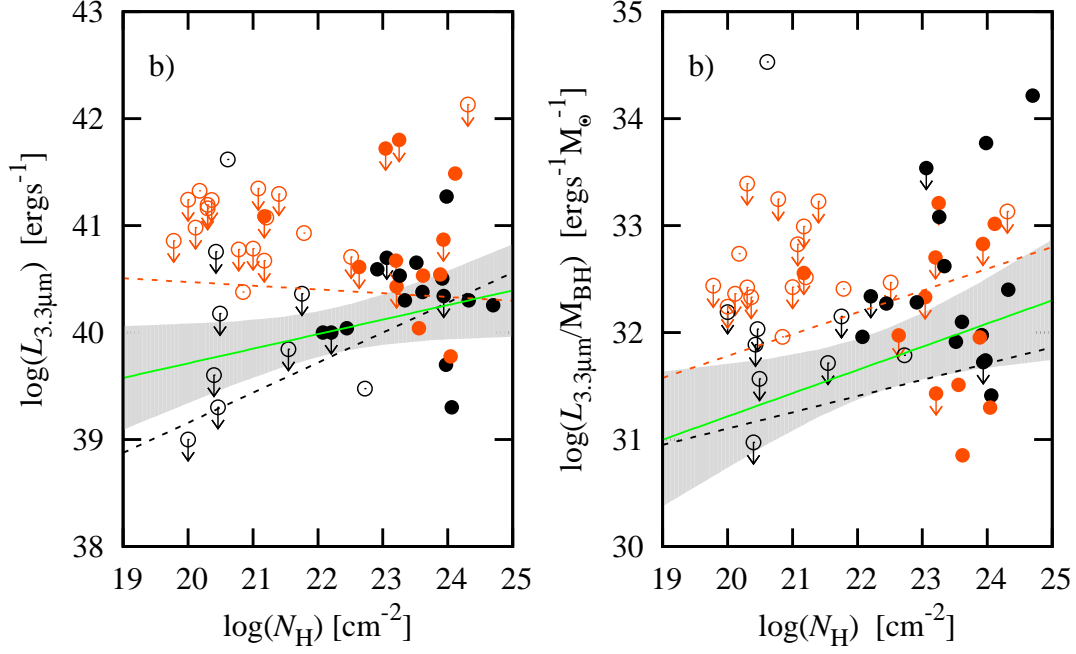 43
42
41
40
39
38
b)
log(L3.3μm) [ergs-1]
19 20 21 22 23 24 25
log(NH) [cm-2]
35
34
33
32
31
30
b)
log(L3.3μm/MBH) [ergs-1M⊙-1]
19 20 21 22 23 24 25
log(NH) [cm-2]